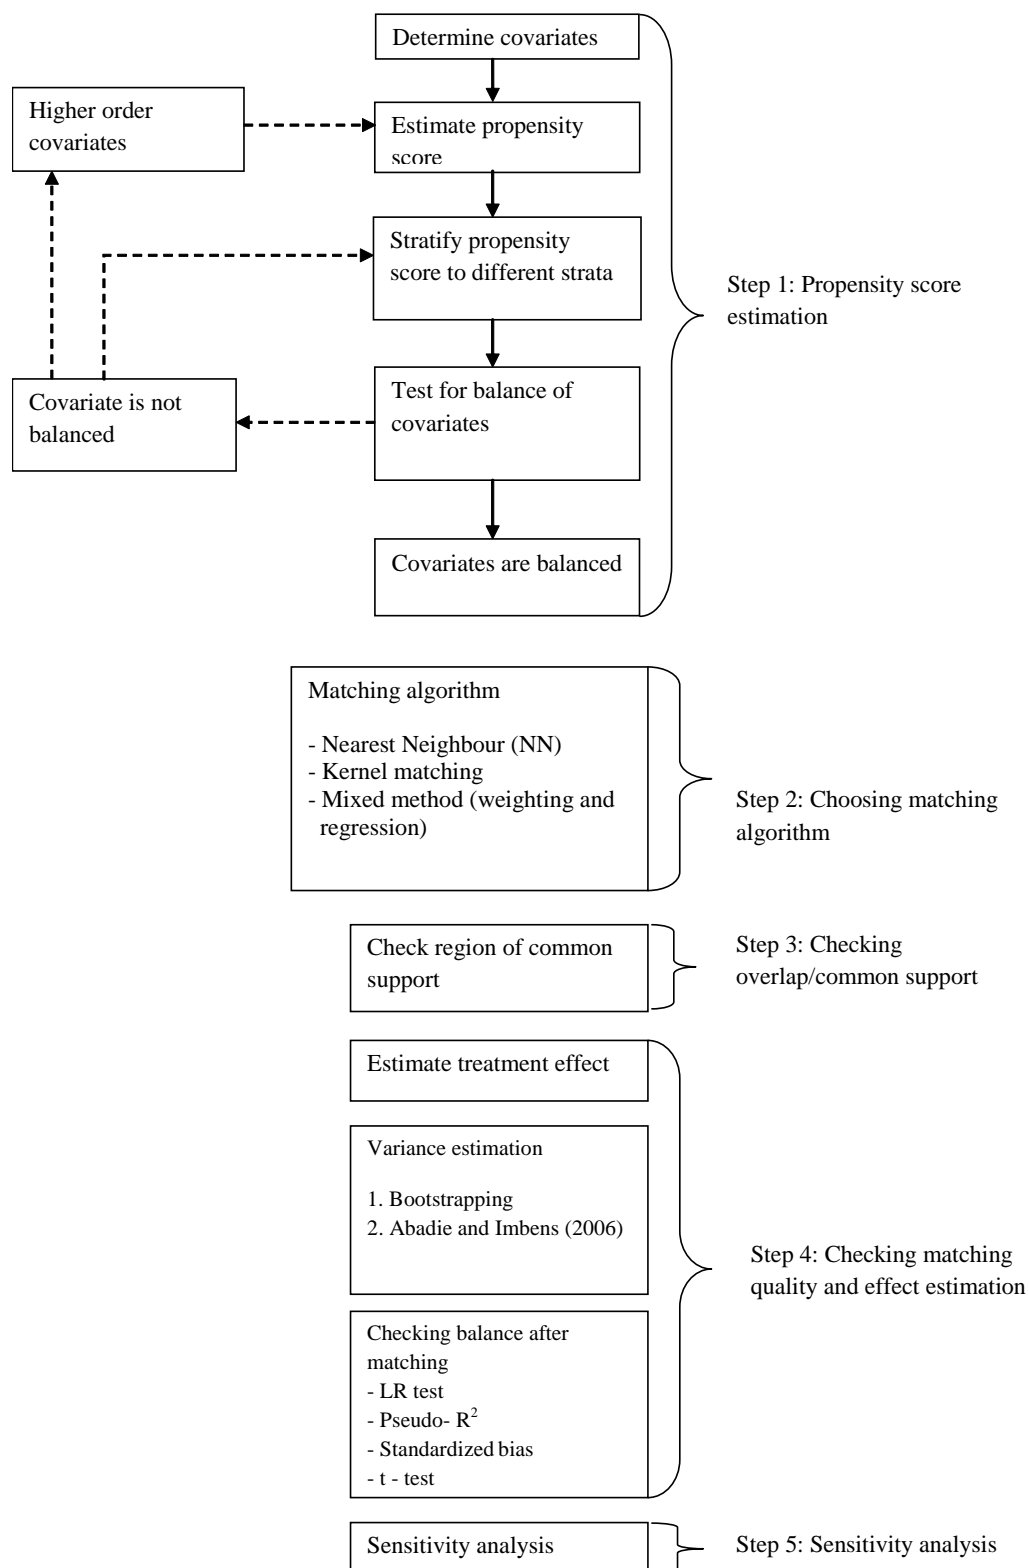 Determine covariates
Higher order
covariates
Estimate propensity
score
Stratify propensity
score to different strata
Step 1: Propensity score
estimation
Covariate is not
balanced
Test for balance of
covariates
Covariates are balanced
Matching algorithm
- Nearest Neighbour (NN)
- Kernel matching
- Mixed method (weighting and
regression)
Step 2: Choosing matching
algorithm
Check region of common
support
Step 3: Checking
overlap/common support
Estimate treatment effect
Variance estimation
1. Bootstrapping
2. Abadie and Imbens (2006)
Step 4: Checking matching
quality and effect estimation
Checking balance after
matching
- LR test
- Pseudo- R²
- Standardized bias
- t - test
Sensitivity analysis
Step 5: Sensitivity analysis